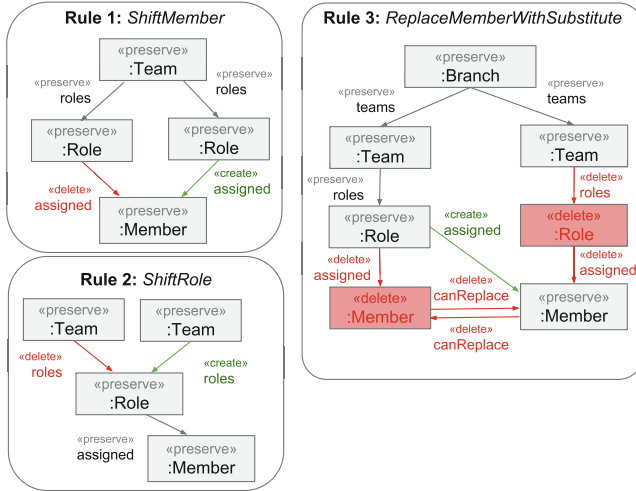 Rule 1: ShiftMember
«preserve»
:Team
«preserve»
roles
«preserve»
roles
«preserve»
:Role
«preserve»
:Role
«delete»
assigned
«create»
assigned
«preserve»
:Member
Rule 2: ShiftRole
«preserve»
:Team
«preserve»
:Team
«delete»
roles
«create»
roles
«preserve»
:Role
«preserve»
assigned
«preserve»
:Member
Rule 3: ReplaceMemberWithSubstitute
«preserve»
:Branch
«preserve»
teams
«preserve»
teams
«preserve»
:Team
«preserve»
:Team
«preserve»
roles
«delete»
roles
«preserve»
:Role
«create»
assigned
«delete»
:Role
«delete»
assigned
«delete»
assigned
«delete»
:Member
«delete»
canReplace
«preserve»
:Member
«delete»
canReplace